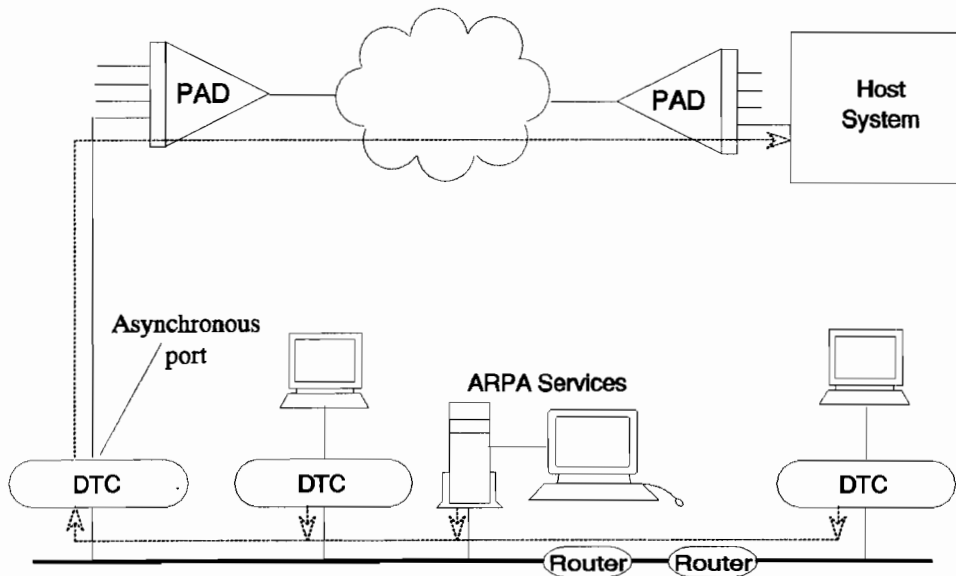 PAD
PAD
Host
System
Asynchronous
port
ARPA Services
DTC
DTC
DTC
Router
Router